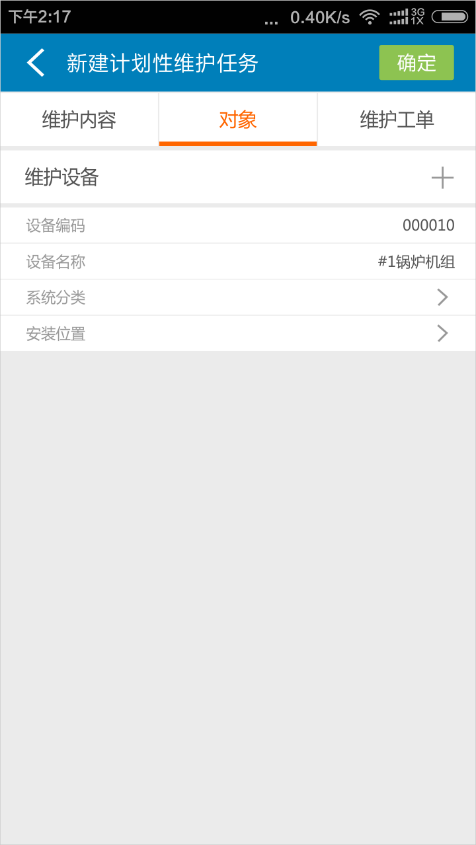 下午2:17 ... 0.40K/s 3G 1X
新建计划性维护任务 确定
维护内容 对象 维护工单
维护设备
设备编码 000010
设备名称 #1锅炉机组
系统分类
安装位置